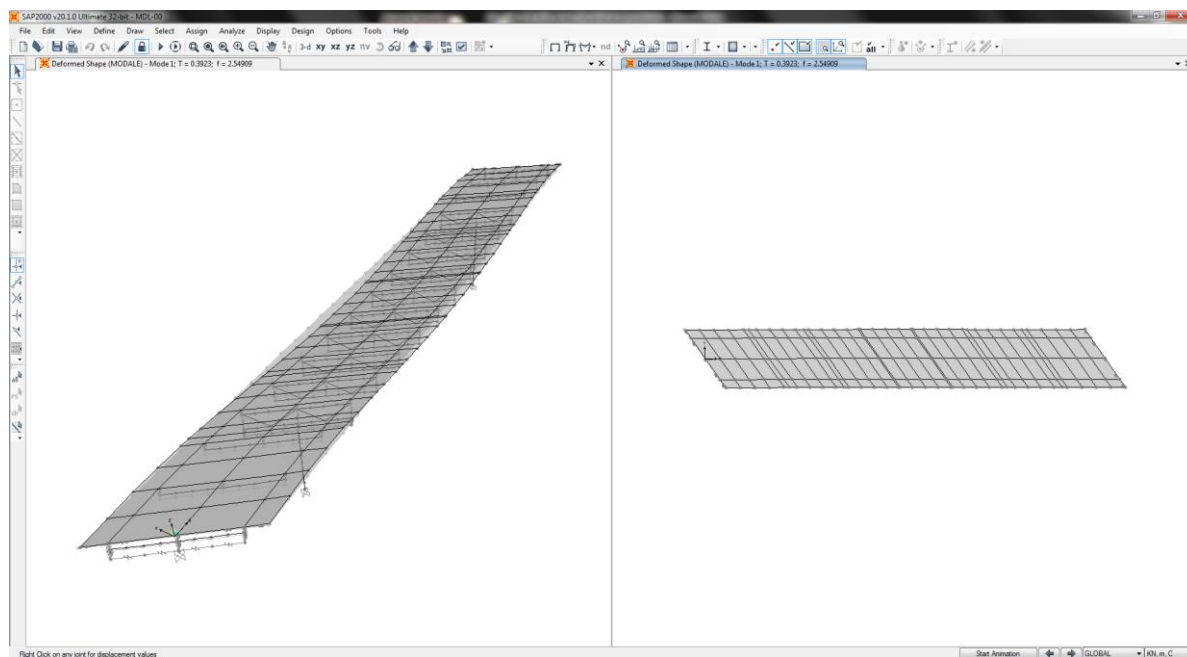 SAP2000 v20.1.0 Ultimate 32-bit - MDL-00
File Edit View Define Draw Select Assign Analyze Display Design Options Tools Help
3-d xy xz yz nv
nd
all
Deformed Shape (MODALE) - Mode 1; T = 0.3923; f = 2.54909
Deformed Shape (MODALE) - Mode 1; T = 0.3923; f = 2.54909
Right Click on any joint for displacement values
Start Animation
GLOBAL
KN, m, C